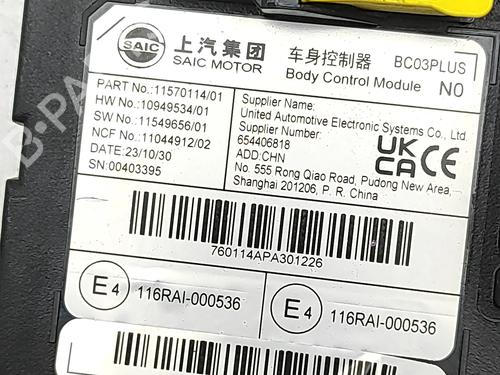 SAIC
上汽集团
SAIC MOTOR
车身控制器 BC03PLUS
Body Control Module N0
PART No.:11570114/01
HW No.:10949534/01
SW No.:11549656/01
NCF No.:11044912/02
DATE:23/10/30
SN:00403395
Supplier Name:
United Automotive Electronic Systems Co., Ltd.
Supplier Number:
654406818
ADD:CHN
No. 555 Rong Qiao Road, Pudong New Area,
Shanghai 201206, P. R. China
UK
CA CE
760114APA301226
E4 116RAI-000536
E4 116RAI-000536
B-PA